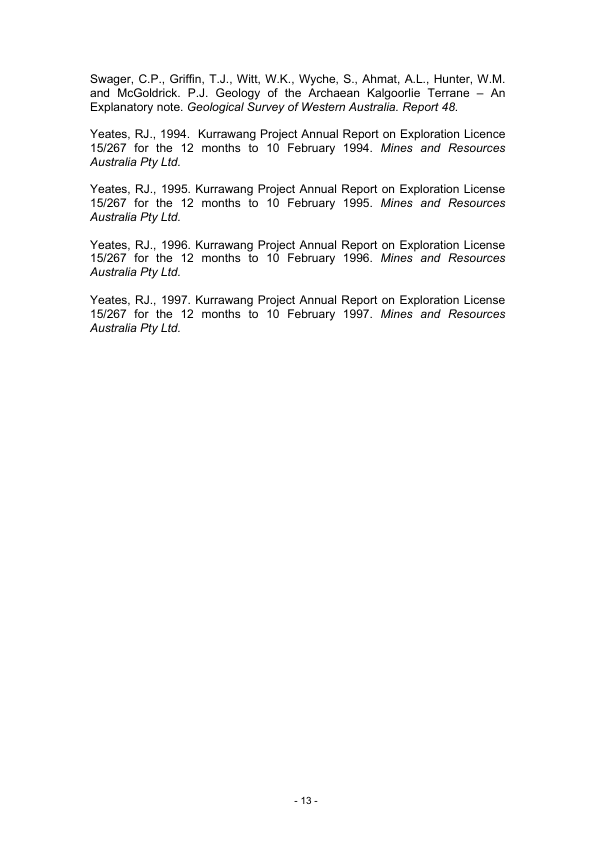 Swager, C.P., Griffin, T.J., Witt, W.K., Wyche, S., Ahmat, A.L., Hunter, W.M.
and McGoldrick. P.J. Geology of the Archaean Kalgoorlie Terrane – An
Explanatory note. Geological Survey of Western Australia. Report 48.
Yeates, RJ., 1994.  Kurrawang Project Annual Report on Exploration Licence
15/267 for the 12 months to 10 February 1994. Mines and Resources
Australia Pty Ltd.
Yeates, RJ., 1995. Kurrawang Project Annual Report on Exploration License
15/267 for the 12 months to 10 February 1995. Mines and Resources
Australia Pty Ltd.
Yeates, RJ., 1996. Kurrawang Project Annual Report on Exploration License
15/267 for the 12 months to 10 February 1996. Mines and Resources
Australia Pty Ltd.
Yeates, RJ., 1997. Kurrawang Project Annual Report on Exploration License
15/267 for the 12 months to 10 February 1997. Mines and Resources
Australia Pty Ltd.
- 13 -